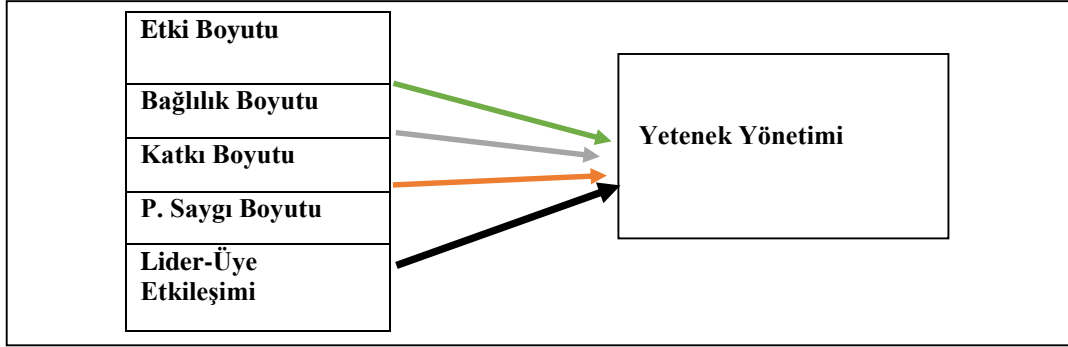 Etki Boyutu
Bağlılık Boyutu
Katkı Boyutu
P. Saygı Boyutu
Lider-Üye
Etkileşimi
Yetenek Yönetimi